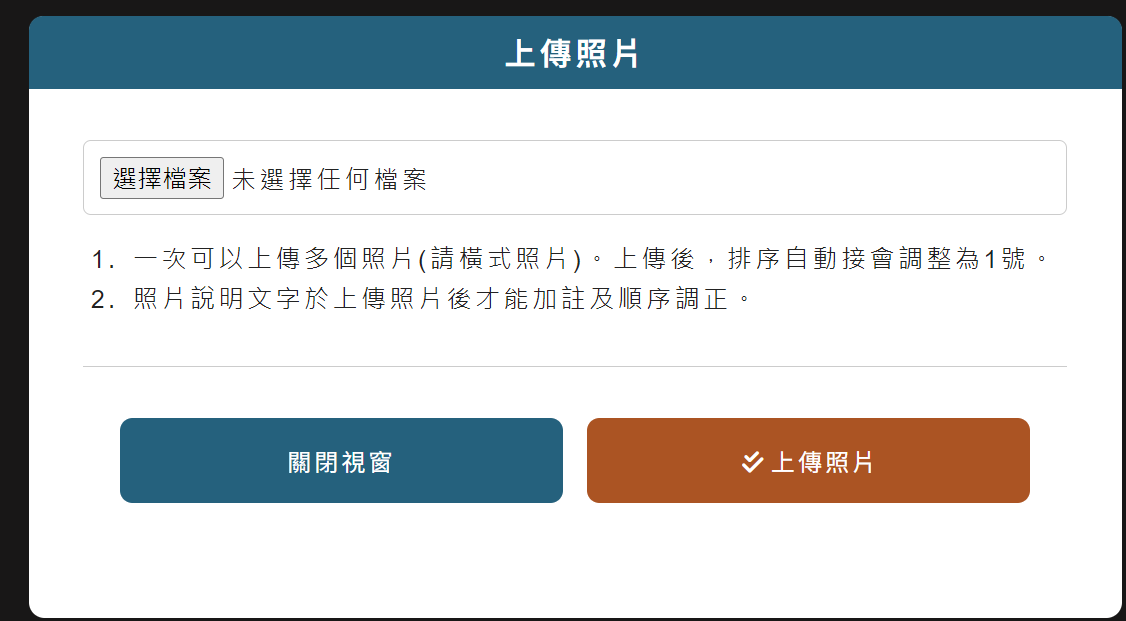 上傳照片
選擇檔案 未選擇任何檔案
1. 一次可以上傳多個照片(請橫式照片)。上傳後，排序自動接會調整為1號。
2. 照片說明文字於上傳照片後才能加註及順序調正。
關閉視窗
上傳照片